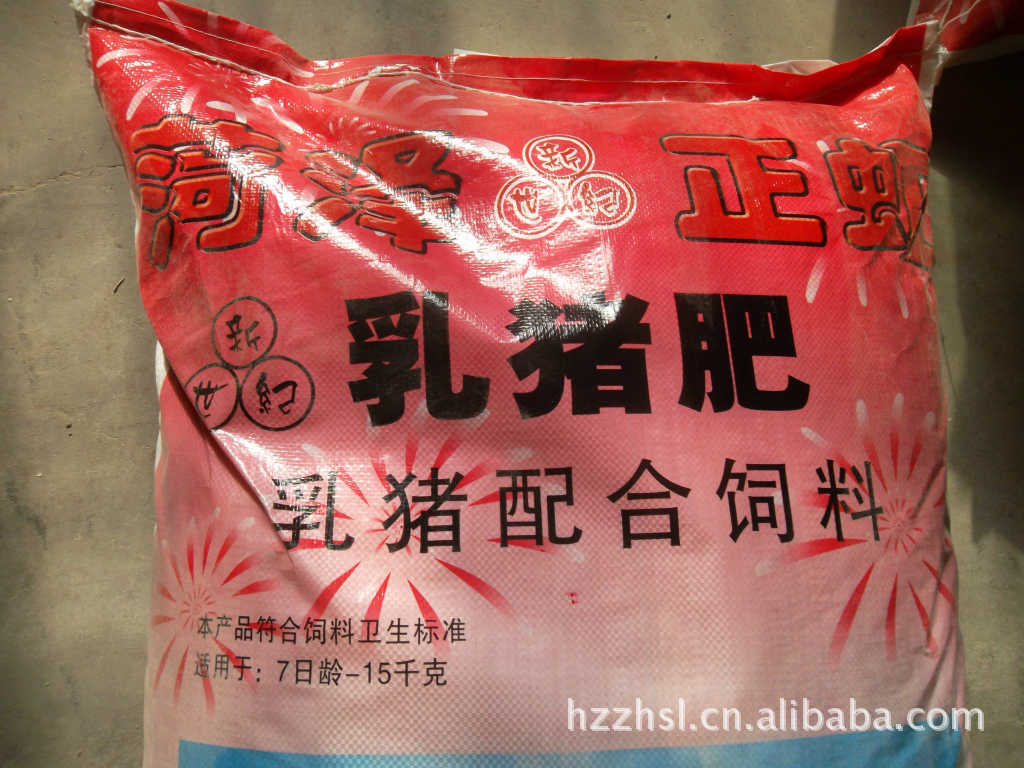 菏泽 新世纪 正
新世纪
乳猪肥
乳猪配合饲料
本产品符合饲料卫生标准
适用于：7日龄-15千克
hzzhsl.cn.alibaba.com